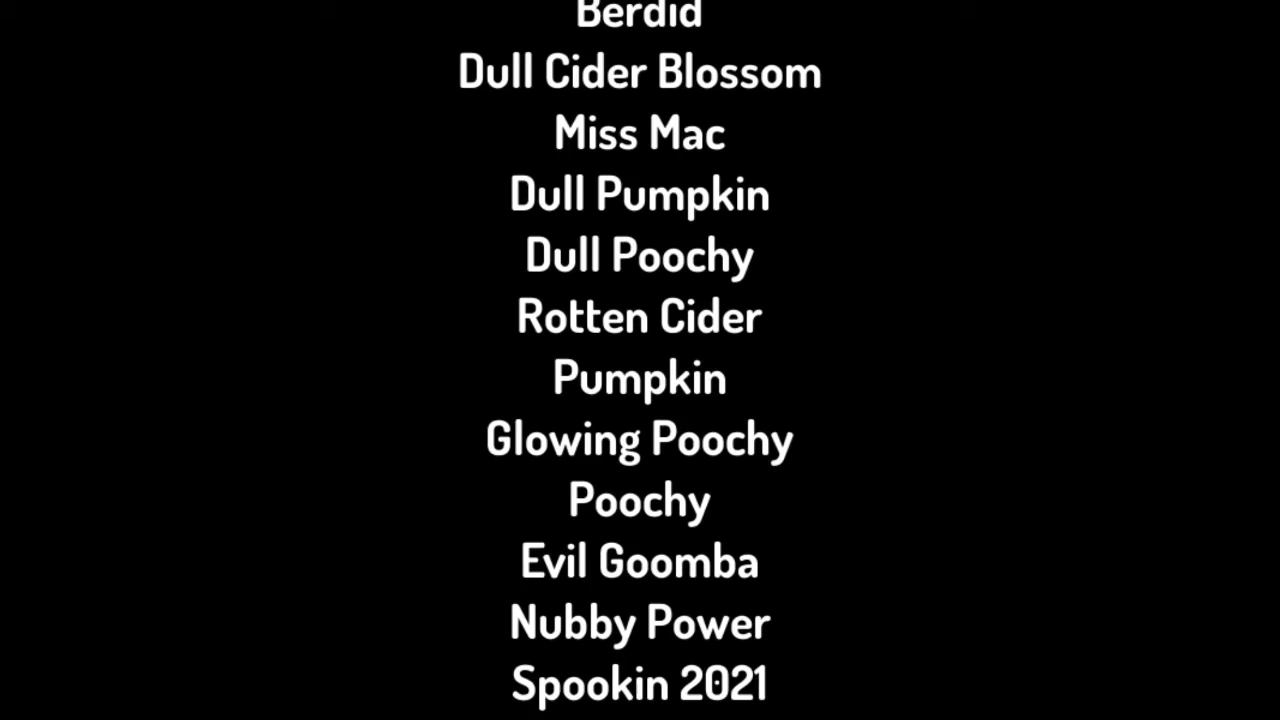 Berdid
Dull Cider Blossom
Miss Mac
Dull Pumpkin
Dull Poochy
Rotten Cider
Pumpkin
Glowing Poochy
Poochy
Evil Goomba
Nubby Power
Spookin 2021